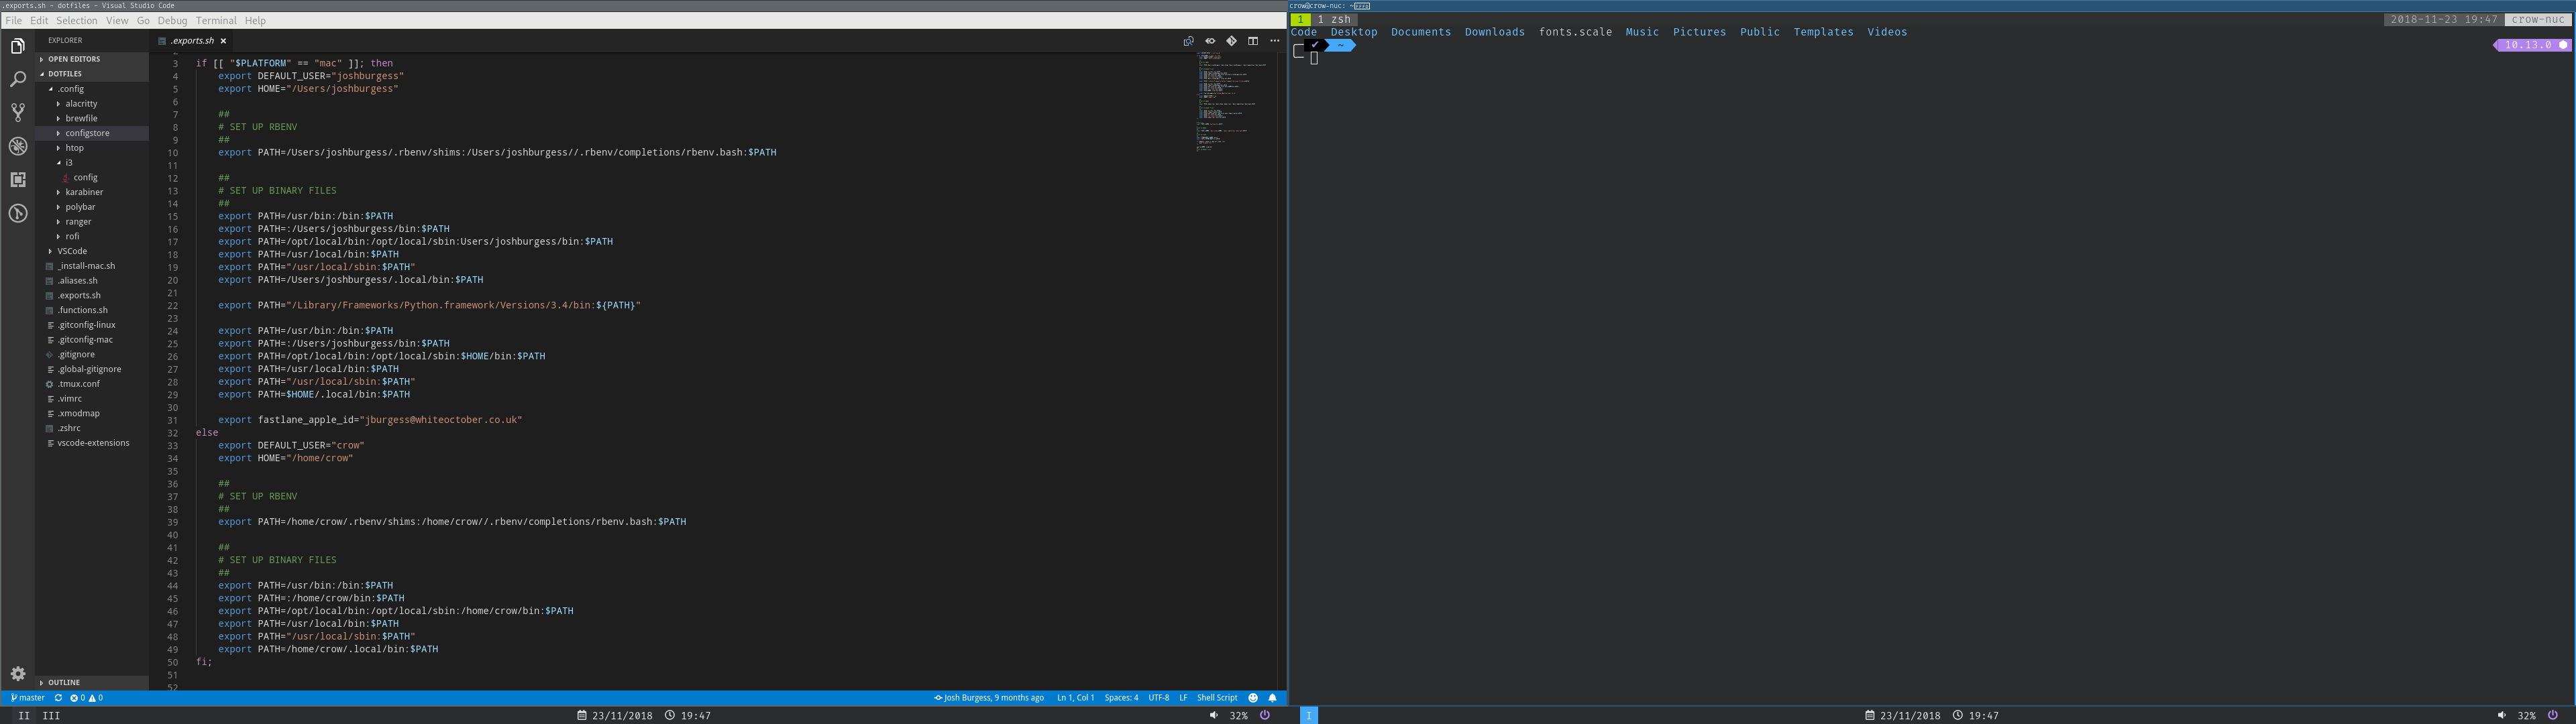 .exports.sh - dotfiles - Visual Studio Code
File Edit Selection View Go Debug Terminal Help
EXPLORER
OPEN EDITORS
DOTFILES
.config
alacritty
brewfile
configstore
htop
i3
config
karabiner
polybar
ranger
rofi
VSCode
_install-mac.sh
.aliases.sh
.exports.sh
.functions.sh
.gitconfig-linux
.gitconfig-mac
.gitignore
.global-gitignore
.tmux.conf
.vimrc
.xmodmap
.zshrc
vscode-extensions
OUTLINE
.exports.sh ×
3 if [[ "$PLATFORM" == "mac" ]]; then
4 export DEFAULT_USER="joshburgess"
5 export HOME="/Users/joshburgess"
6
7 ##
8 # SET UP RBENV
9 ##
10 export PATH=/Users/joshburgess/.rbenv/shims:/Users/joshburgess//.rbenv/completions/rbenv.bash:$PATH
11
12 ##
13 # SET UP BINARY FILES
14 ##
15 export PATH=/usr/bin:/bin:$PATH
16 export PATH=:/Users/joshburgess/bin:$PATH
17 export PATH=/opt/local/bin:/opt/local/sbin:Users/joshburgess/bin:$PATH
18 export PATH=/usr/local/bin:$PATH
19 export PATH="/usr/local/sbin:$PATH"
20 export PATH=/Users/joshburgess/.local/bin:$PATH
21
22 export PATH="/Library/Frameworks/Python.framework/Versions/3.4/bin:${PATH}"
23
24 export PATH=/usr/bin:/bin:$PATH
25 export PATH=:/Users/joshburgess/bin:$PATH
26 export PATH=/opt/local/bin:/opt/local/sbin:$HOME/bin:$PATH
27 export PATH=/usr/local/bin:$PATH
28 export PATH="/usr/local/sbin:$PATH"
29 export PATH=$HOME/.local/bin:$PATH
30
31 export fastlane_apple_id="jburgess@whiteoctober.co.uk"
32 else
33 export DEFAULT_USER="crow"
34 export HOME="/home/crow"
35
36 ##
37 # SET UP RBENV
38 ##
39 export PATH=/home/crow/.rbenv/shims:/home/crow//.rbenv/completions/rbenv.bash:$PATH
40
41 ##
42 # SET UP BINARY FILES
43 ##
44 export PATH=/usr/bin:/bin:$PATH
45 export PATH=:/home/crow/bin:$PATH
46 export PATH=/opt/local/bin:/opt/local/sbin:/home/crow/bin:$PATH
47 export PATH=/usr/local/bin:$PATH
48 export PATH="/usr/local/sbin:$PATH"
49 export PATH=/home/crow/.local/bin:$PATH
50 fi;
51
52
master 0 0 Josh Burgess, 9 months ago Ln 1, Col 1 Spaces: 4 UTF-8 LF Shell Script
II III 23/11/2018 19:47 32%
crow@crow-nuc: ~
1 1 zsh 2018-11-23 19:47 crow-nuc
Code Desktop Documents Downloads fonts.scale Music Pictures Public Templates Videos
✔ ~ 10.13.0
I 23/11/2018 19:47 32%